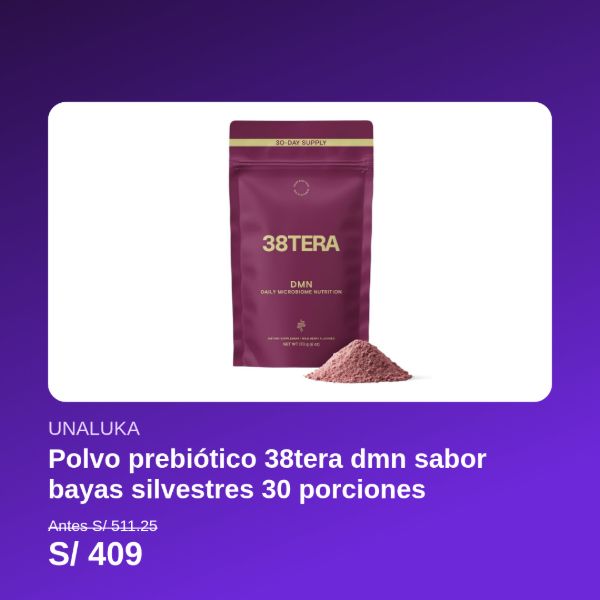 30-DAY SUPPLY
38TERA
DMN
DAILY MICROBIOME NUTRITION
UNALUKA
Polvo prebiótico 38tera dmn sabor
bayas silvestres 30 porciones
Antes S/ 511.25
S/ 409